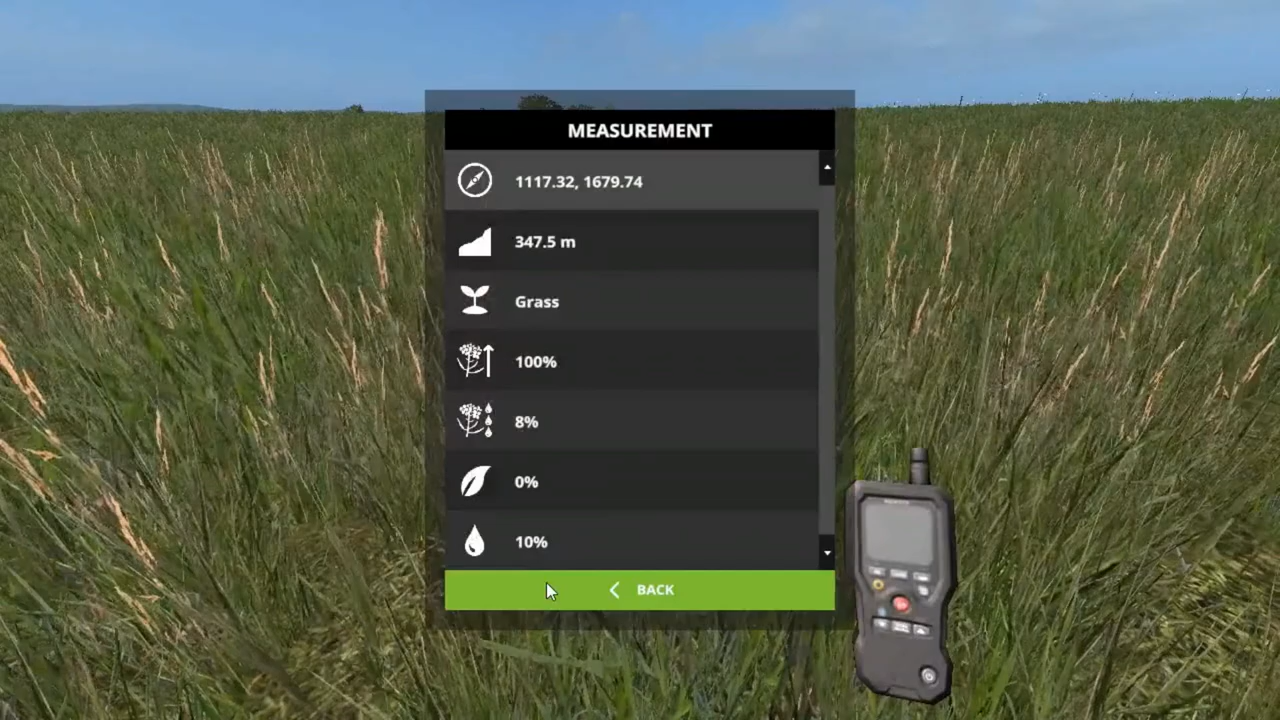 MEASUREMENT
1117.32, 1679.74
347.5 m
Grass
100%
8%
0%
10%
BACK